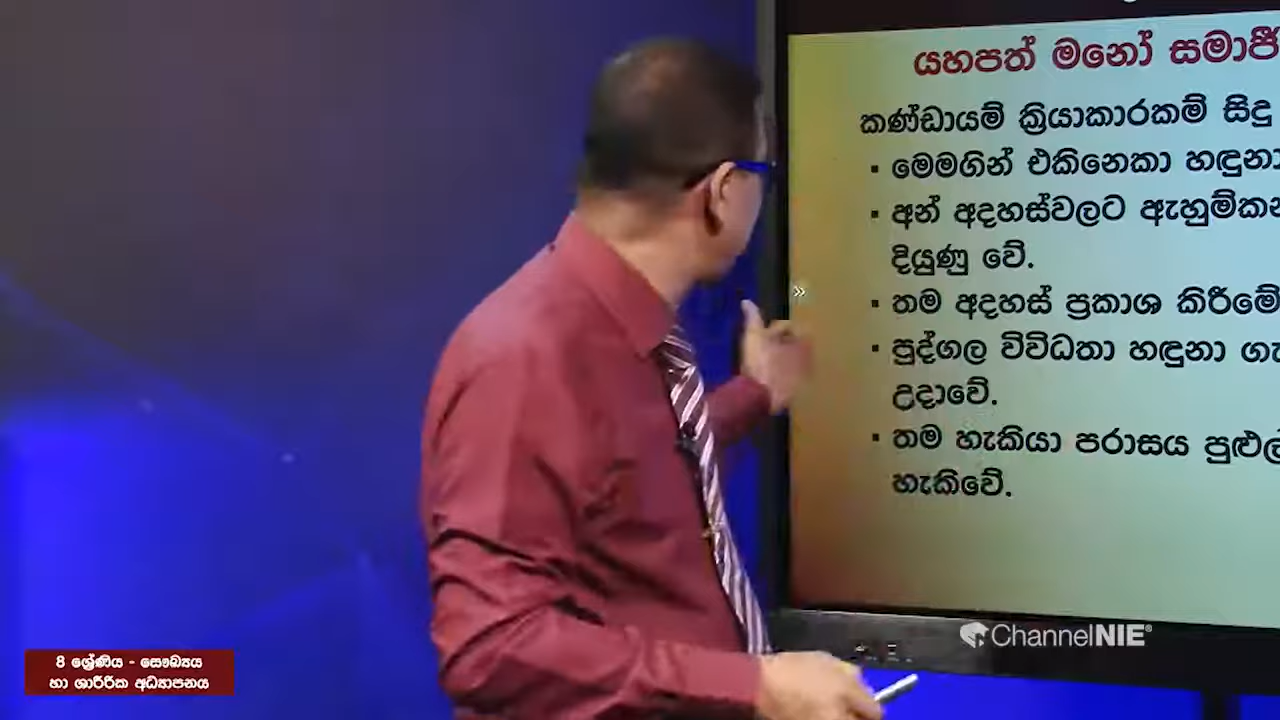 යහපත් මනෝ සමාජී
කණ්ඩායම් ක්‍රියාකාරකම් සිදු
▪ මෙමගින් එකිනෙකා හඳුනා
▪ අන් අදහස්වලට ඇහුම්කන්
දියුණු වේ.
▪ තම අදහස් ප්‍රකාශ කිරීමේ
▪ පුද්ගල විවිධතා හඳුනා ගැ
උදාවේ.
▪ තම හැකියා පරාසය පුළුල්
හැකිවේ.
ChannelNIE
8 ශ්‍රේණිය - සෞඛ්‍යය
හා ශාරීරික අධ්‍යාපනය